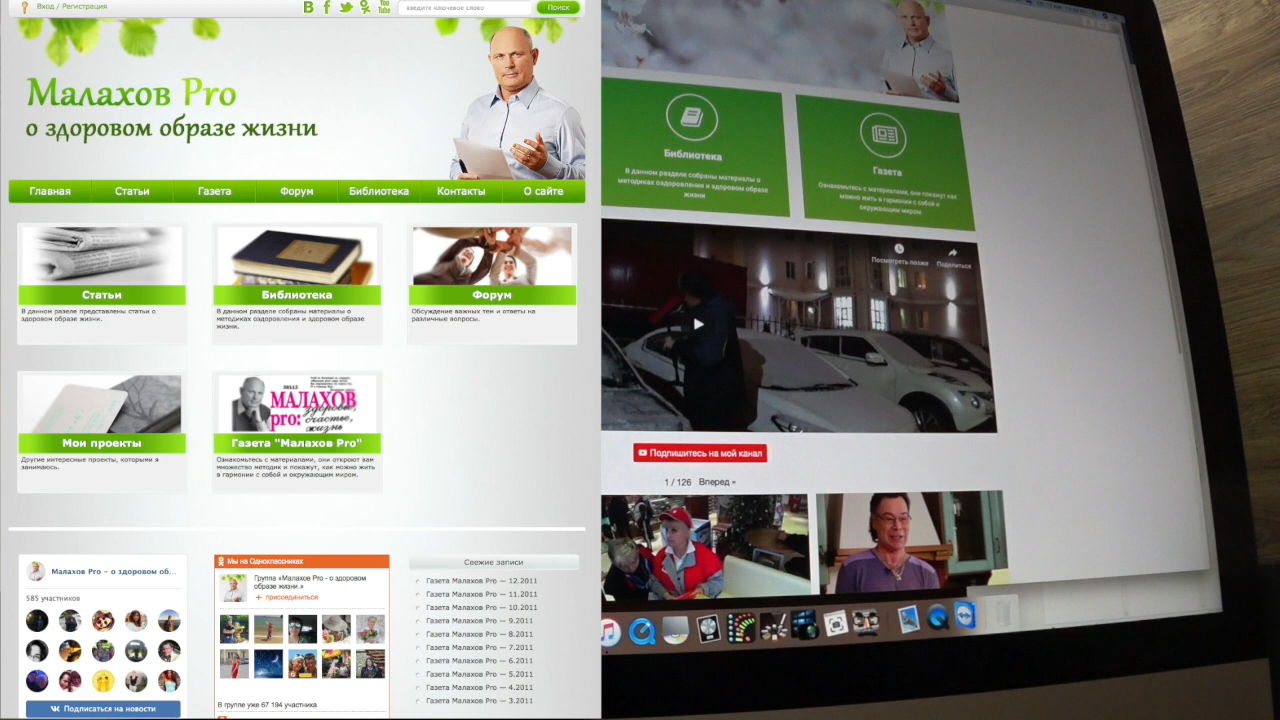 Вход / Регистрация
введите ключевое слово
Поиск
You
Tube
Малахов Pro
о здоровом образе жизни
Главная
Статьи
Газета
Форум
Библиотека
Контакты
О сайте
Статьи
В данном разеле представлены статьи о
здоровом образе жизни.
Библиотека
В данном разделе собраны материалы о
методиках оздоровления и здоровом образе
жизни.
Форум
Обсуждение важных тем и ответы на
различные вопросы.
Мои проекты
Другие интересные проекты, которыми я
занимаюсь.
МАЛАХОВ
pro:
здоровье,
счастье,
жизнь
Газета "Малахов Pro"
Ознакомьтесь с материалами, они откроют вам
множество методик и покажут, как можно жить
в гармонии с собой и окружающим миром.
Малахов Pro – о здоровом об...
585 участников
Подписаться на новости
Мы на Одноклассниках
Группа «Малахов Pro - о здоровом
образе жизни.»
+ присоединиться
В группе уже 67 194 участника
Свежие записи
Газета Малахов Pro — 12.2011
Газета Малахов Pro — 11.2011
Газета Малахов Pro — 10.2011
Газета Малахов Pro — 9.2011
Газета Малахов Pro — 8.2011
Газета Малахов Pro — 7.2011
Газета Малахов Pro — 6.2011
Газета Малахов Pro — 5.2011
Газета Малахов Pro — 4.2011
Газета Малахов Pro — 3.2011
Библиотека
В данном разделе собраны материалы о
методиках оздоровления и здоровом образе
жизни
Газета
Ознакомьтесь с материалами, они покажут как
можно жить в гармонии с собой и
окружающим миром
Посмотреть позже
Поделиться
Подпишитесь на мой канал
1 / 126 Вперед »